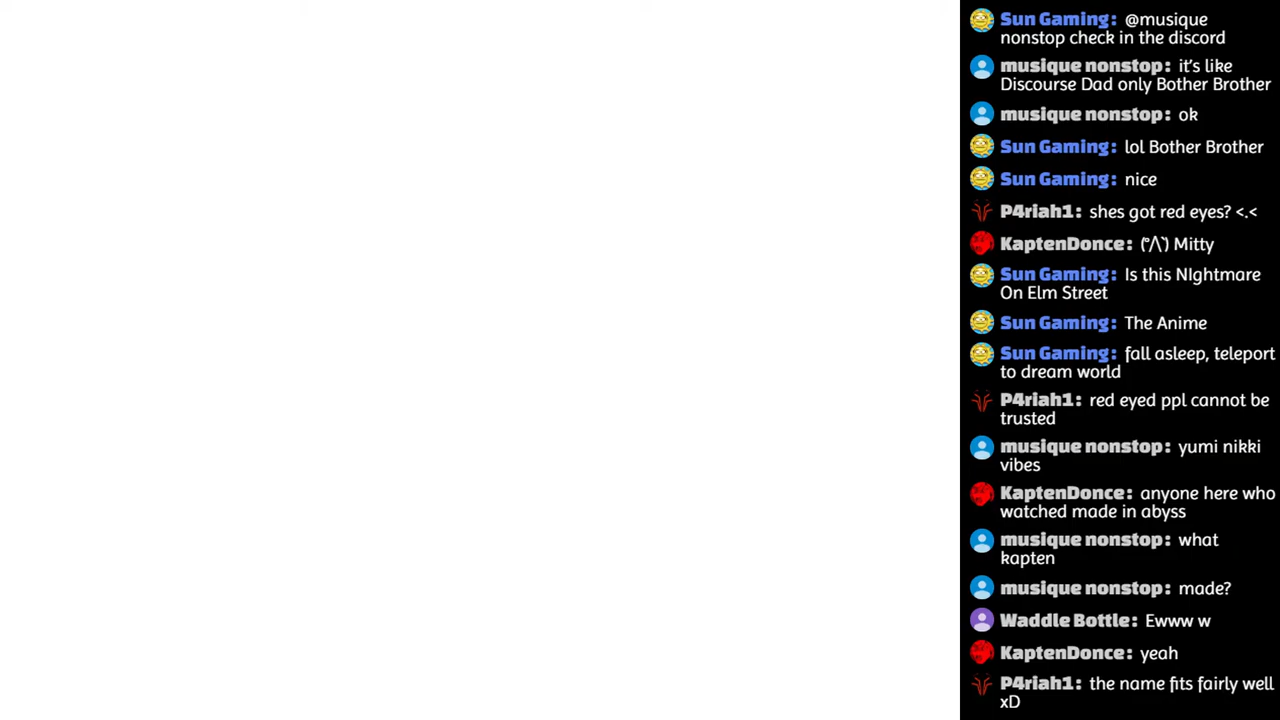 Sun Gaming: @musique
nonstop check in the discord
musique nonstop: it's like
Discourse Dad only Bother Brother
musique nonstop: ok
Sun Gaming: lol Bother Brother
Sun Gaming: nice
P4riah1: shes got red eyes? <.<
KaptenDonce: (°/\`) Mitty
Sun Gaming: Is this NIghtmare
On Elm Street
Sun Gaming: The Anime
Sun Gaming: fall asleep, teleport
to dream world
P4riah1: red eyed ppl cannot be
trusted
musique nonstop: yumi nikki
vibes
KaptenDonce: anyone here who
watched made in abyss
musique nonstop: what
kapten
musique nonstop: made?
Waddle Bottle: Ewww w
KaptenDonce: yeah
P4riah1: the name fits fairly well
xD